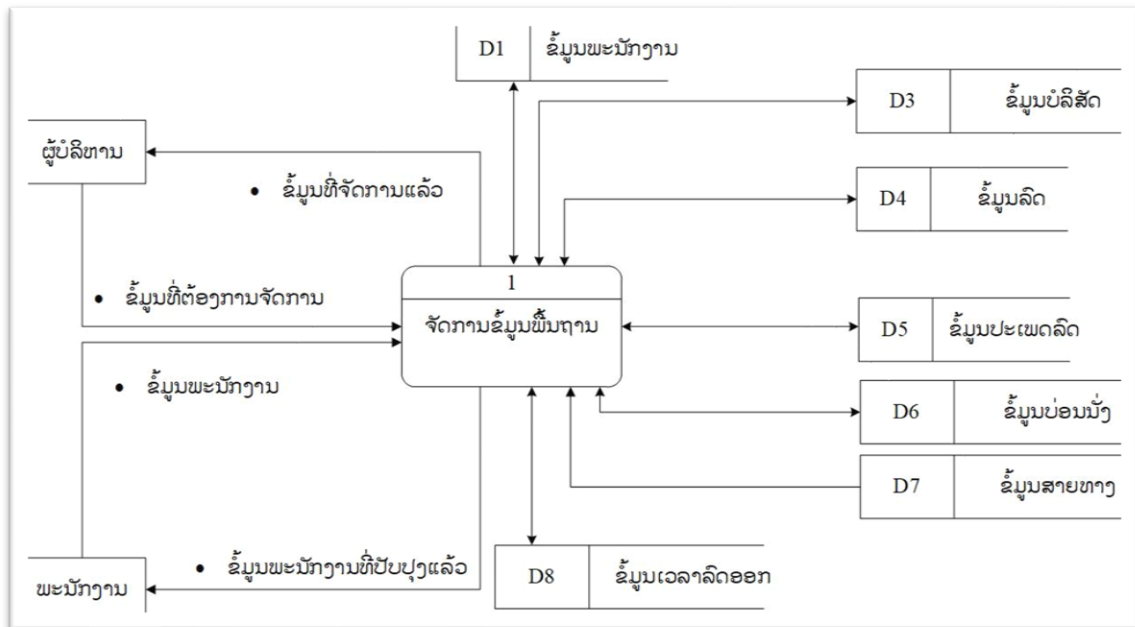 D1 ຂໍ້ມູນພະນັກງານ
D3 ຂໍ້ມູນບໍລິສັດ
ຜູ້ບໍລິຫານ
• ຂໍ້ມູນທີ່ຈັດການແລ້ວ
D4 ຂໍ້ມູນລົດ
• ຂໍ້ມູນທີ່ຕ້ອງການຈັດການ
1
ຈັດການຂໍ້ມູນພື້ນຖານ
D5 ຂໍ້ມູນປະເພດລົດ
• ຂໍ້ມູນພະນັກງານ
D6 ຂໍ້ມູນບ່ອນນັ່ງ
D7 ຂໍ້ມູນສາຍທາງ
• ຂໍ້ມູນພະນັກງານທີ່ປັບປຸງແລ້ວ
D8 ຂໍ້ມູນເວລາລົດອອກ
ພະນັກງານ